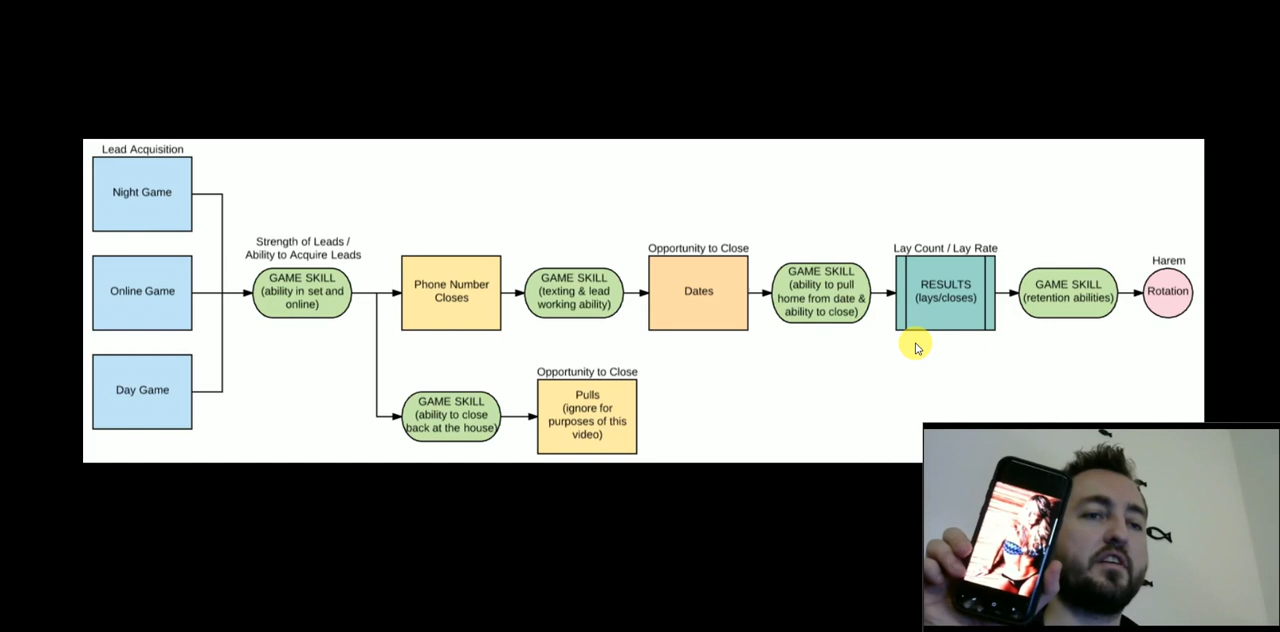 Lead Acquisition
Night Game
Online Game
Day Game
Strength of Leads /
Ability to Acquire Leads
GAME SKILL
(ability in set and
online)
Phone Number
Closes
GAME SKILL
(texting & lead
working ability)
Opportunity to Close
Dates
GAME SKILL
(ability to pull
home from date &
ability to close)
Lay Count / Lay Rate
RESULTS
(lays/closes)
GAME SKILL
(retention abilities)
Harem
Rotation
GAME SKILL
(ability to close
back at the house)
Opportunity to Close
Pulls
(ignore for
purposes of this
video)